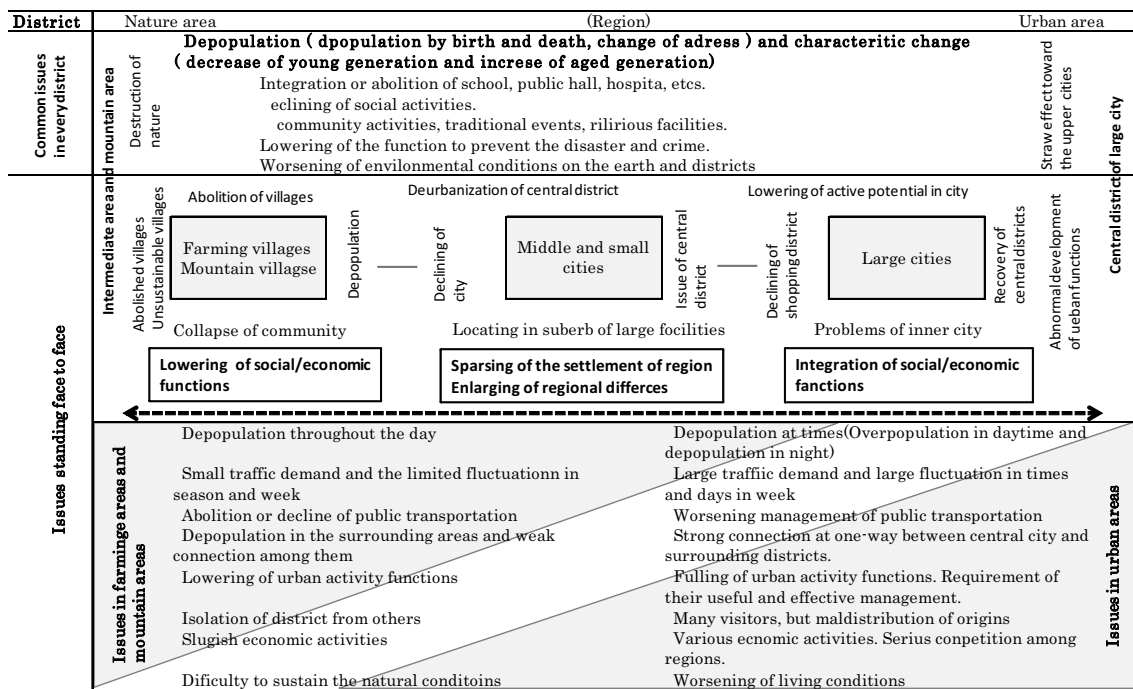 District
Nature area
(Region)
Urban area
Common issues
in every district
Intermediate area and mountain area
Destruction of
nature
Depopulation ( dpopulation by birth and death, change of adress ) and characteritic change
( decrease of young generation and increse of aged generation)
Integration or abolition of school, public hall, hospita, etcs.
eclining of social activities.
community activities, traditional events, rilirious facilities.
Lowering of the function to prevent the disaster and crime.
Worsening of envilonmental conditions on the earth and districts
Straw effect toward
the upper cities
Central district of large city
Issues standing face to face
Abolition of villages
Deurbanization of central district
Lowering of active potential in city
Abolished villages
Unsustainable villages
Farming villages
Mountain villagse
Depopulation
Declining of
city
Middle and small
cities
Issue of central
district
Declining of
shopping district
Large cities
Recovery of
central districts
Abnormal development
of ueban functions
Collapse of community
Locating in suberb of large focilities
Problems of inner city
Lowering of social/economic
functions
Sparsing of the settlement of region
Enlarging of regional differces
Integration of social/economic
fanctions
Issues in farminge areas and
mountain areas
Depopulation throughout the day
Small traffic demand and the limited fluctuationn in
season and week
Abolition or decline of public transportation
Depopulation in the surrounding areas and weak
connection among them
Lowering of urban activity functions
Isolation of district from others
Slugish economic activities
Dificulty to sustain the natural conditoins
Depopulation at times(Overpopulation in daytime and
depopulation in night)
Large traffiic demand and large fluctuation in times
and days in week
Worsening management of public transportation
Strong connection at one-way between central city and
surrounding districts.
Fulling of urban activity functions. Requirement of
their useful and effective management.
Many visitors, but maldistribution of origins
Various ecnomic activities. Serius conpetition among
regions.
Worsening of living conditions
Issues in urban areas